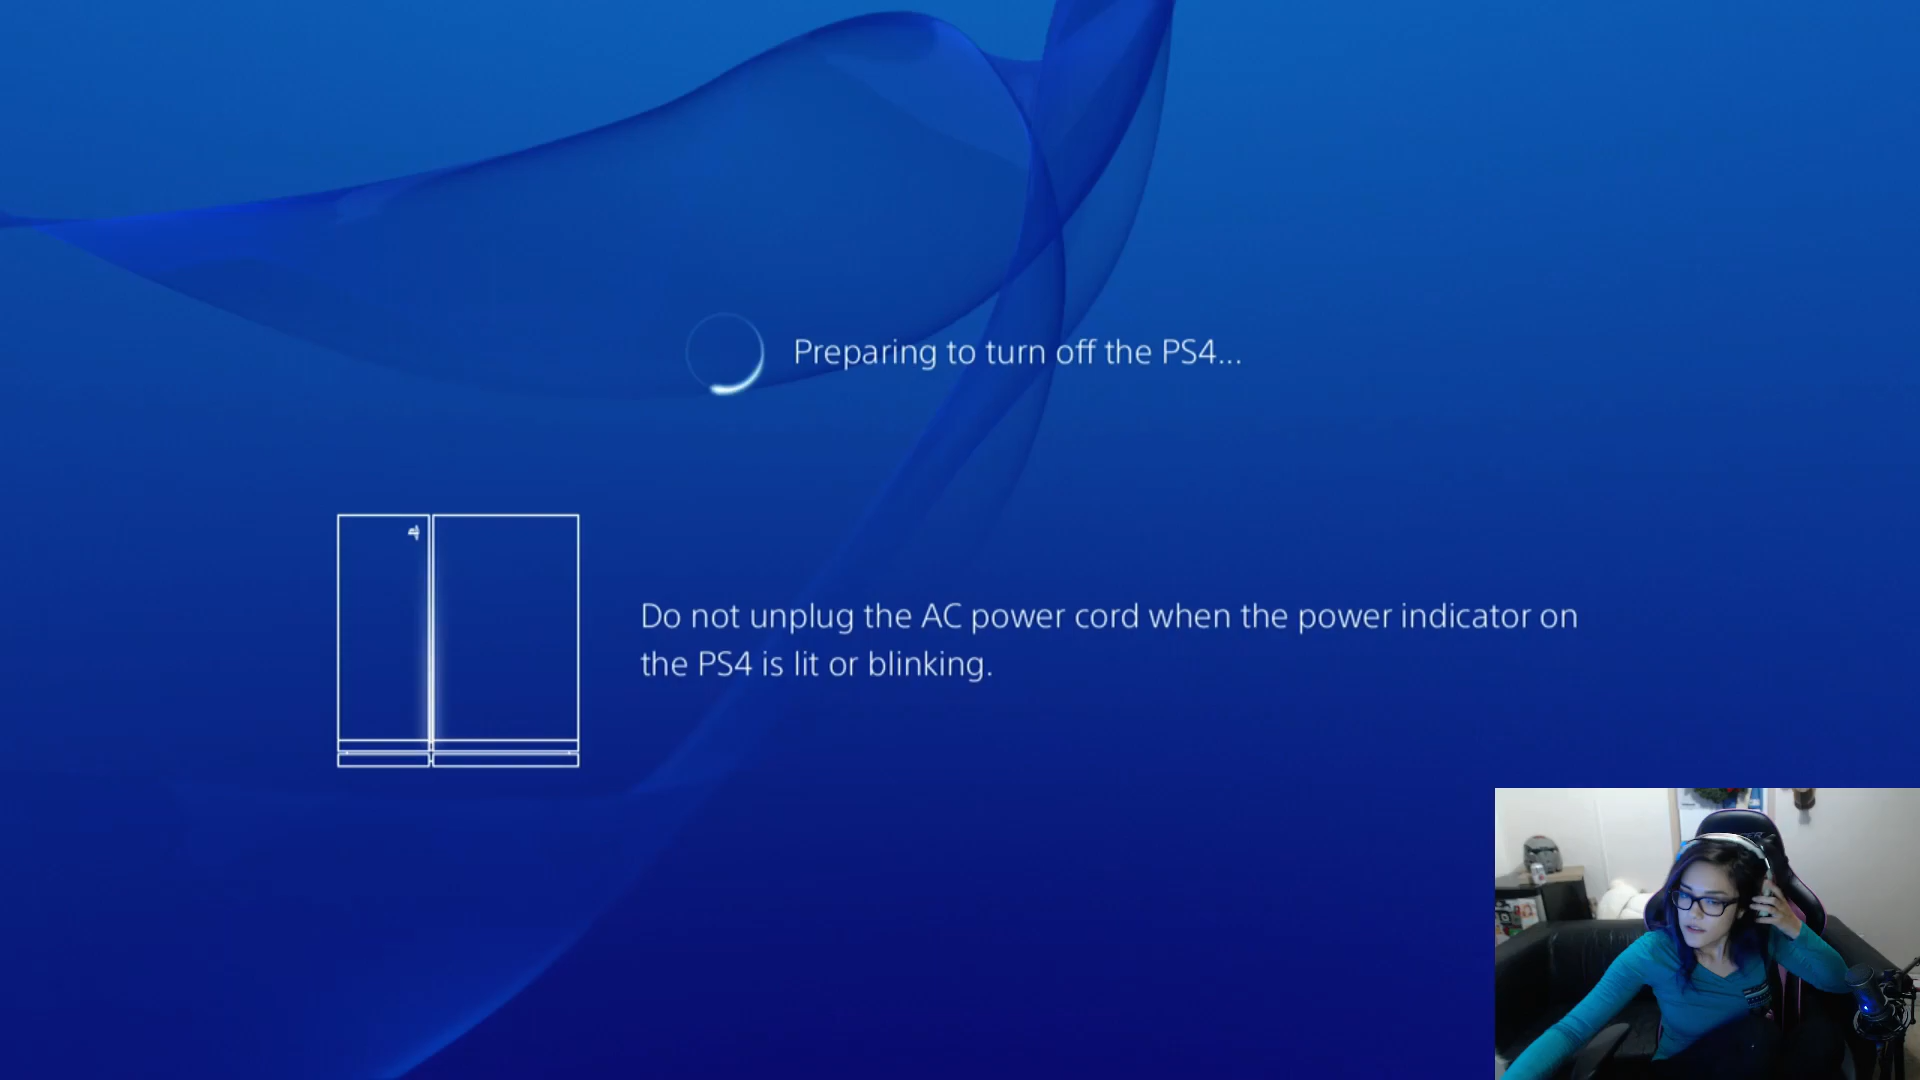 Preparing to turn off the PS4...
Do not unplug the AC power cord when the power indicator on
the PS4 is lit or blinking.